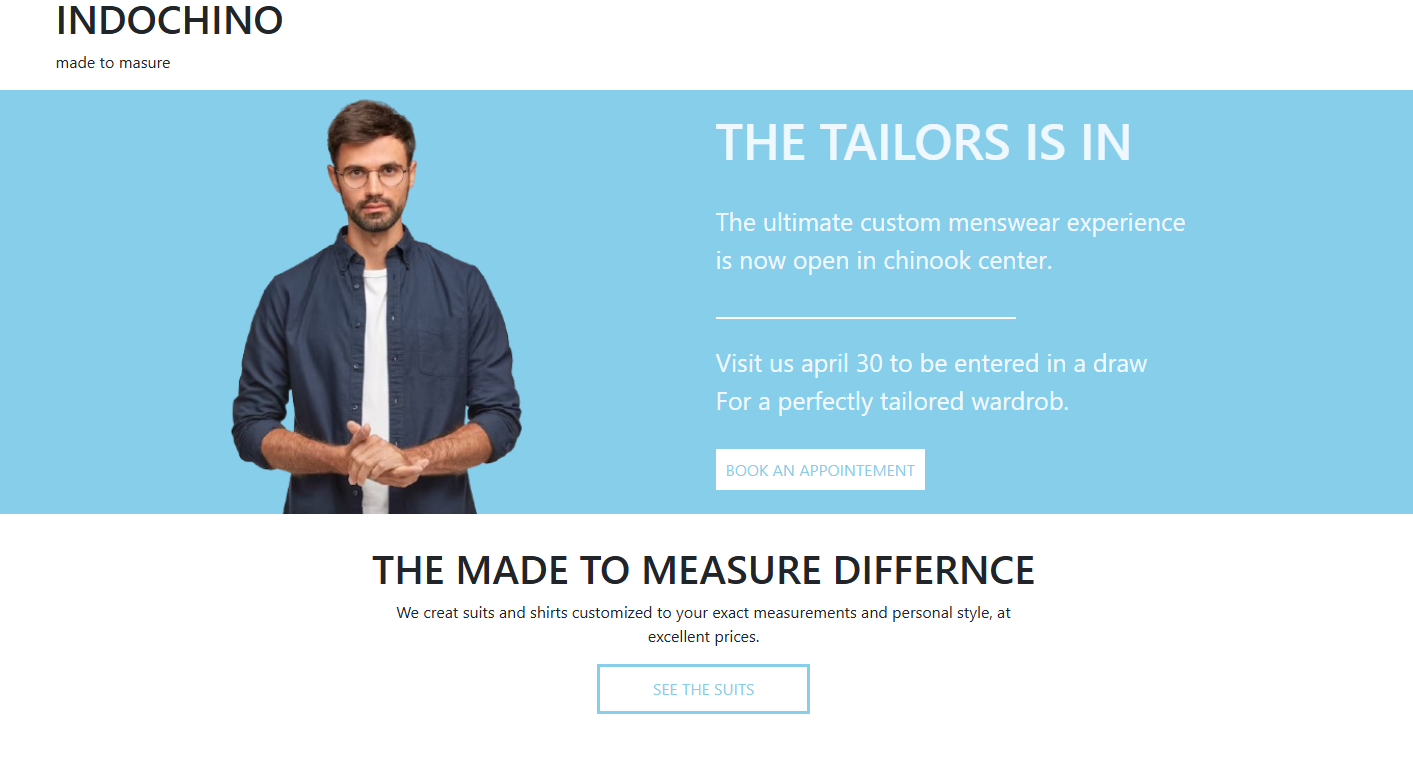 INDOCHINO
made to masure
THE TAILORS IS IN
The ultimate custom menswear experience
is now open in chinook center.
Visit us april 30 to be entered in a draw
For a perfectly tailored wardrob.
BOOK AN APPOINTEMENT
THE MADE TO MEASURE DIFFERNCE
We creat suits and shirts customized to your exact measurements and personal style, at
excellent prices.
SEE THE SUITS